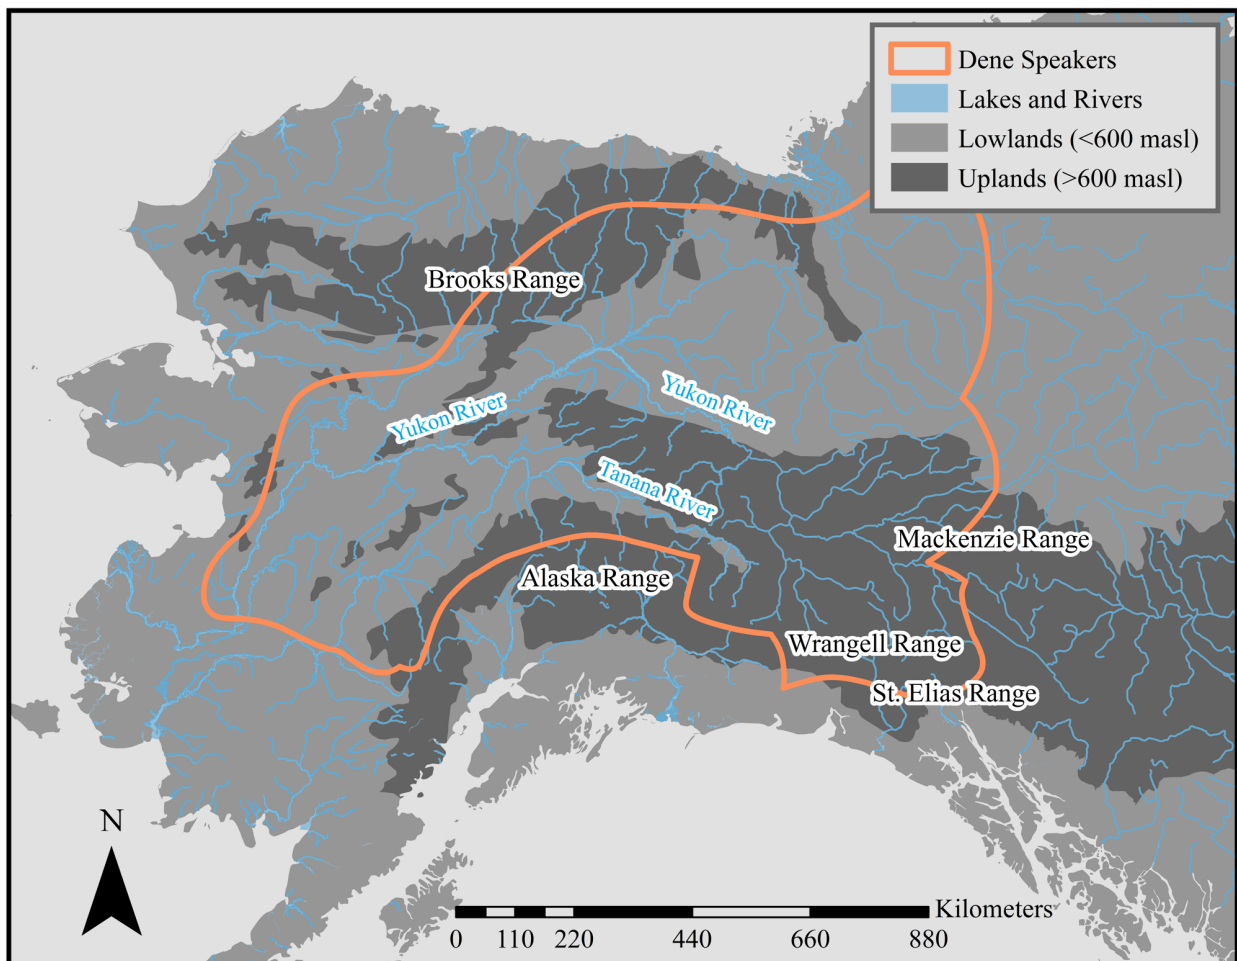 Dene Speakers
Lakes and Rivers
Lowlands (<600 masl)
Uplands (>600 masl)
Brooks Range
Yukon River
Yukon River
Tanana River
Mackenzie Range
Alaska Range
Wrangell Range
St. Elias Range
N
Kilometers
0 110 220 440 660 880